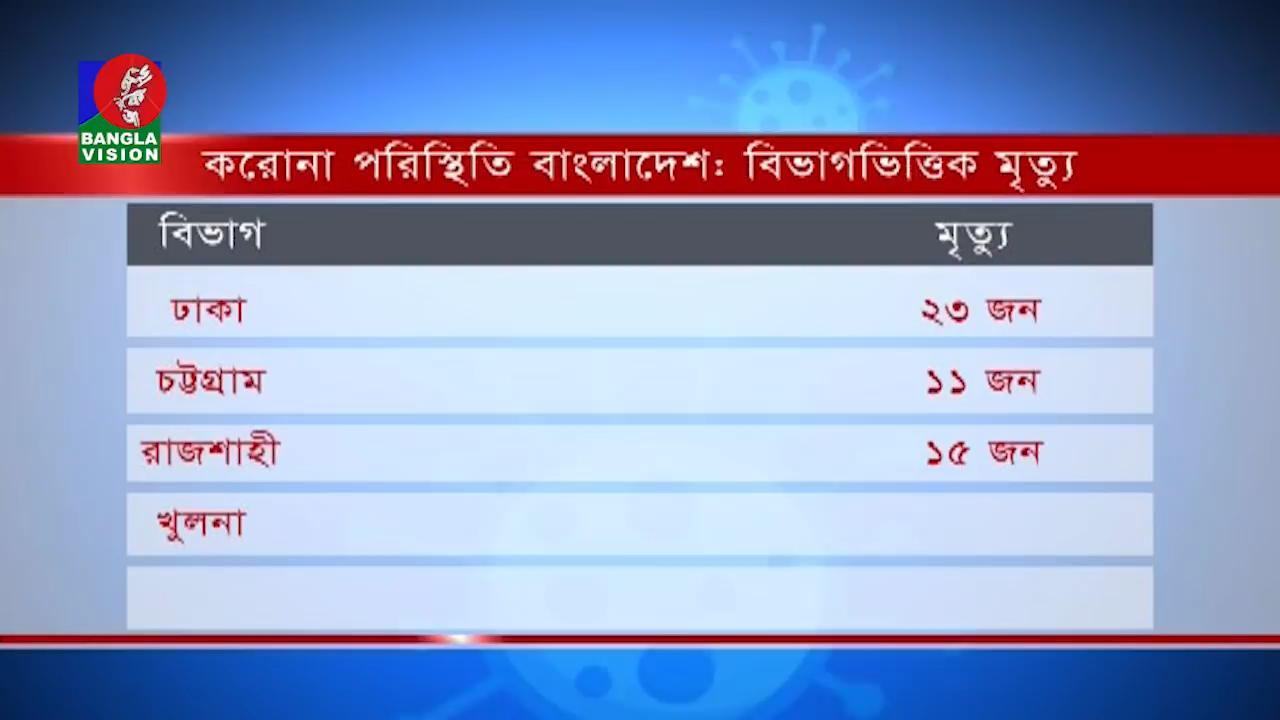 BANGLA
VISION
করোনা পরিস্থিতি বাংলাদেশঃ বিভাগভিত্তিক মৃত্যু
বিভাগ মৃত্যু
ঢাকা ২৩ জন
চট্টগ্রাম ১১ জন
রাজশাহী ১৫ জন
খুলনা